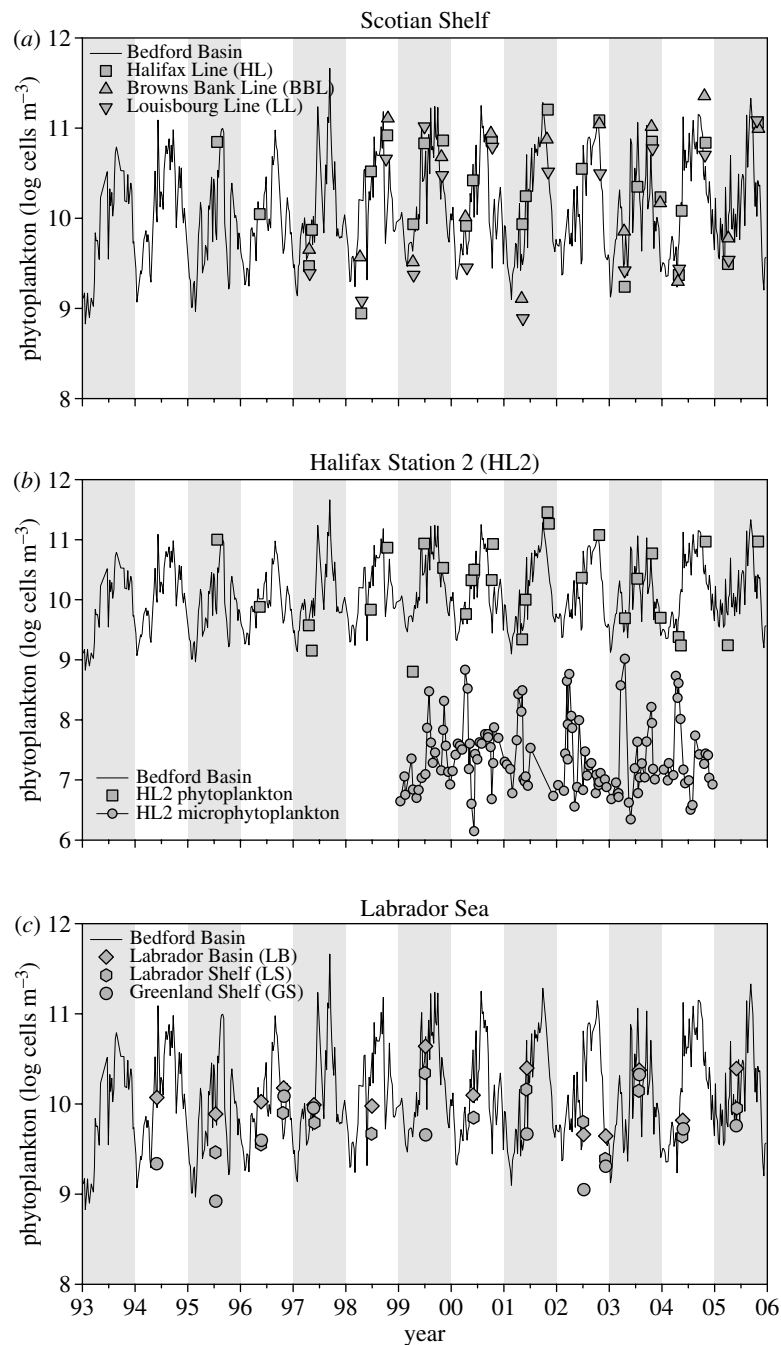 Scotian Shelf
(a)
12
11
10
9
8
phytoplankton (log cells m⁻³)
Bedford Basin
Halifax Line (HL)
Browns Bank Line (BBL)
Louisbourg Line (LL)
Halifax Station 2 (HL2)
(b)
12
11
10
9
8
7
6
phytoplankton (log cells m⁻³)
Bedford Basin
HL2 phytoplankton
HL2 microphytoplankton
Labrador Sea
(c)
12
11
10
9
8
phytoplankton (log cells m⁻³)
Bedford Basin
Labrador Basin (LB)
Labrador Shelf (LS)
Greenland Shelf (GS)
93 94 95 96 97 98 99 00 01 02 03 04 05 06
year